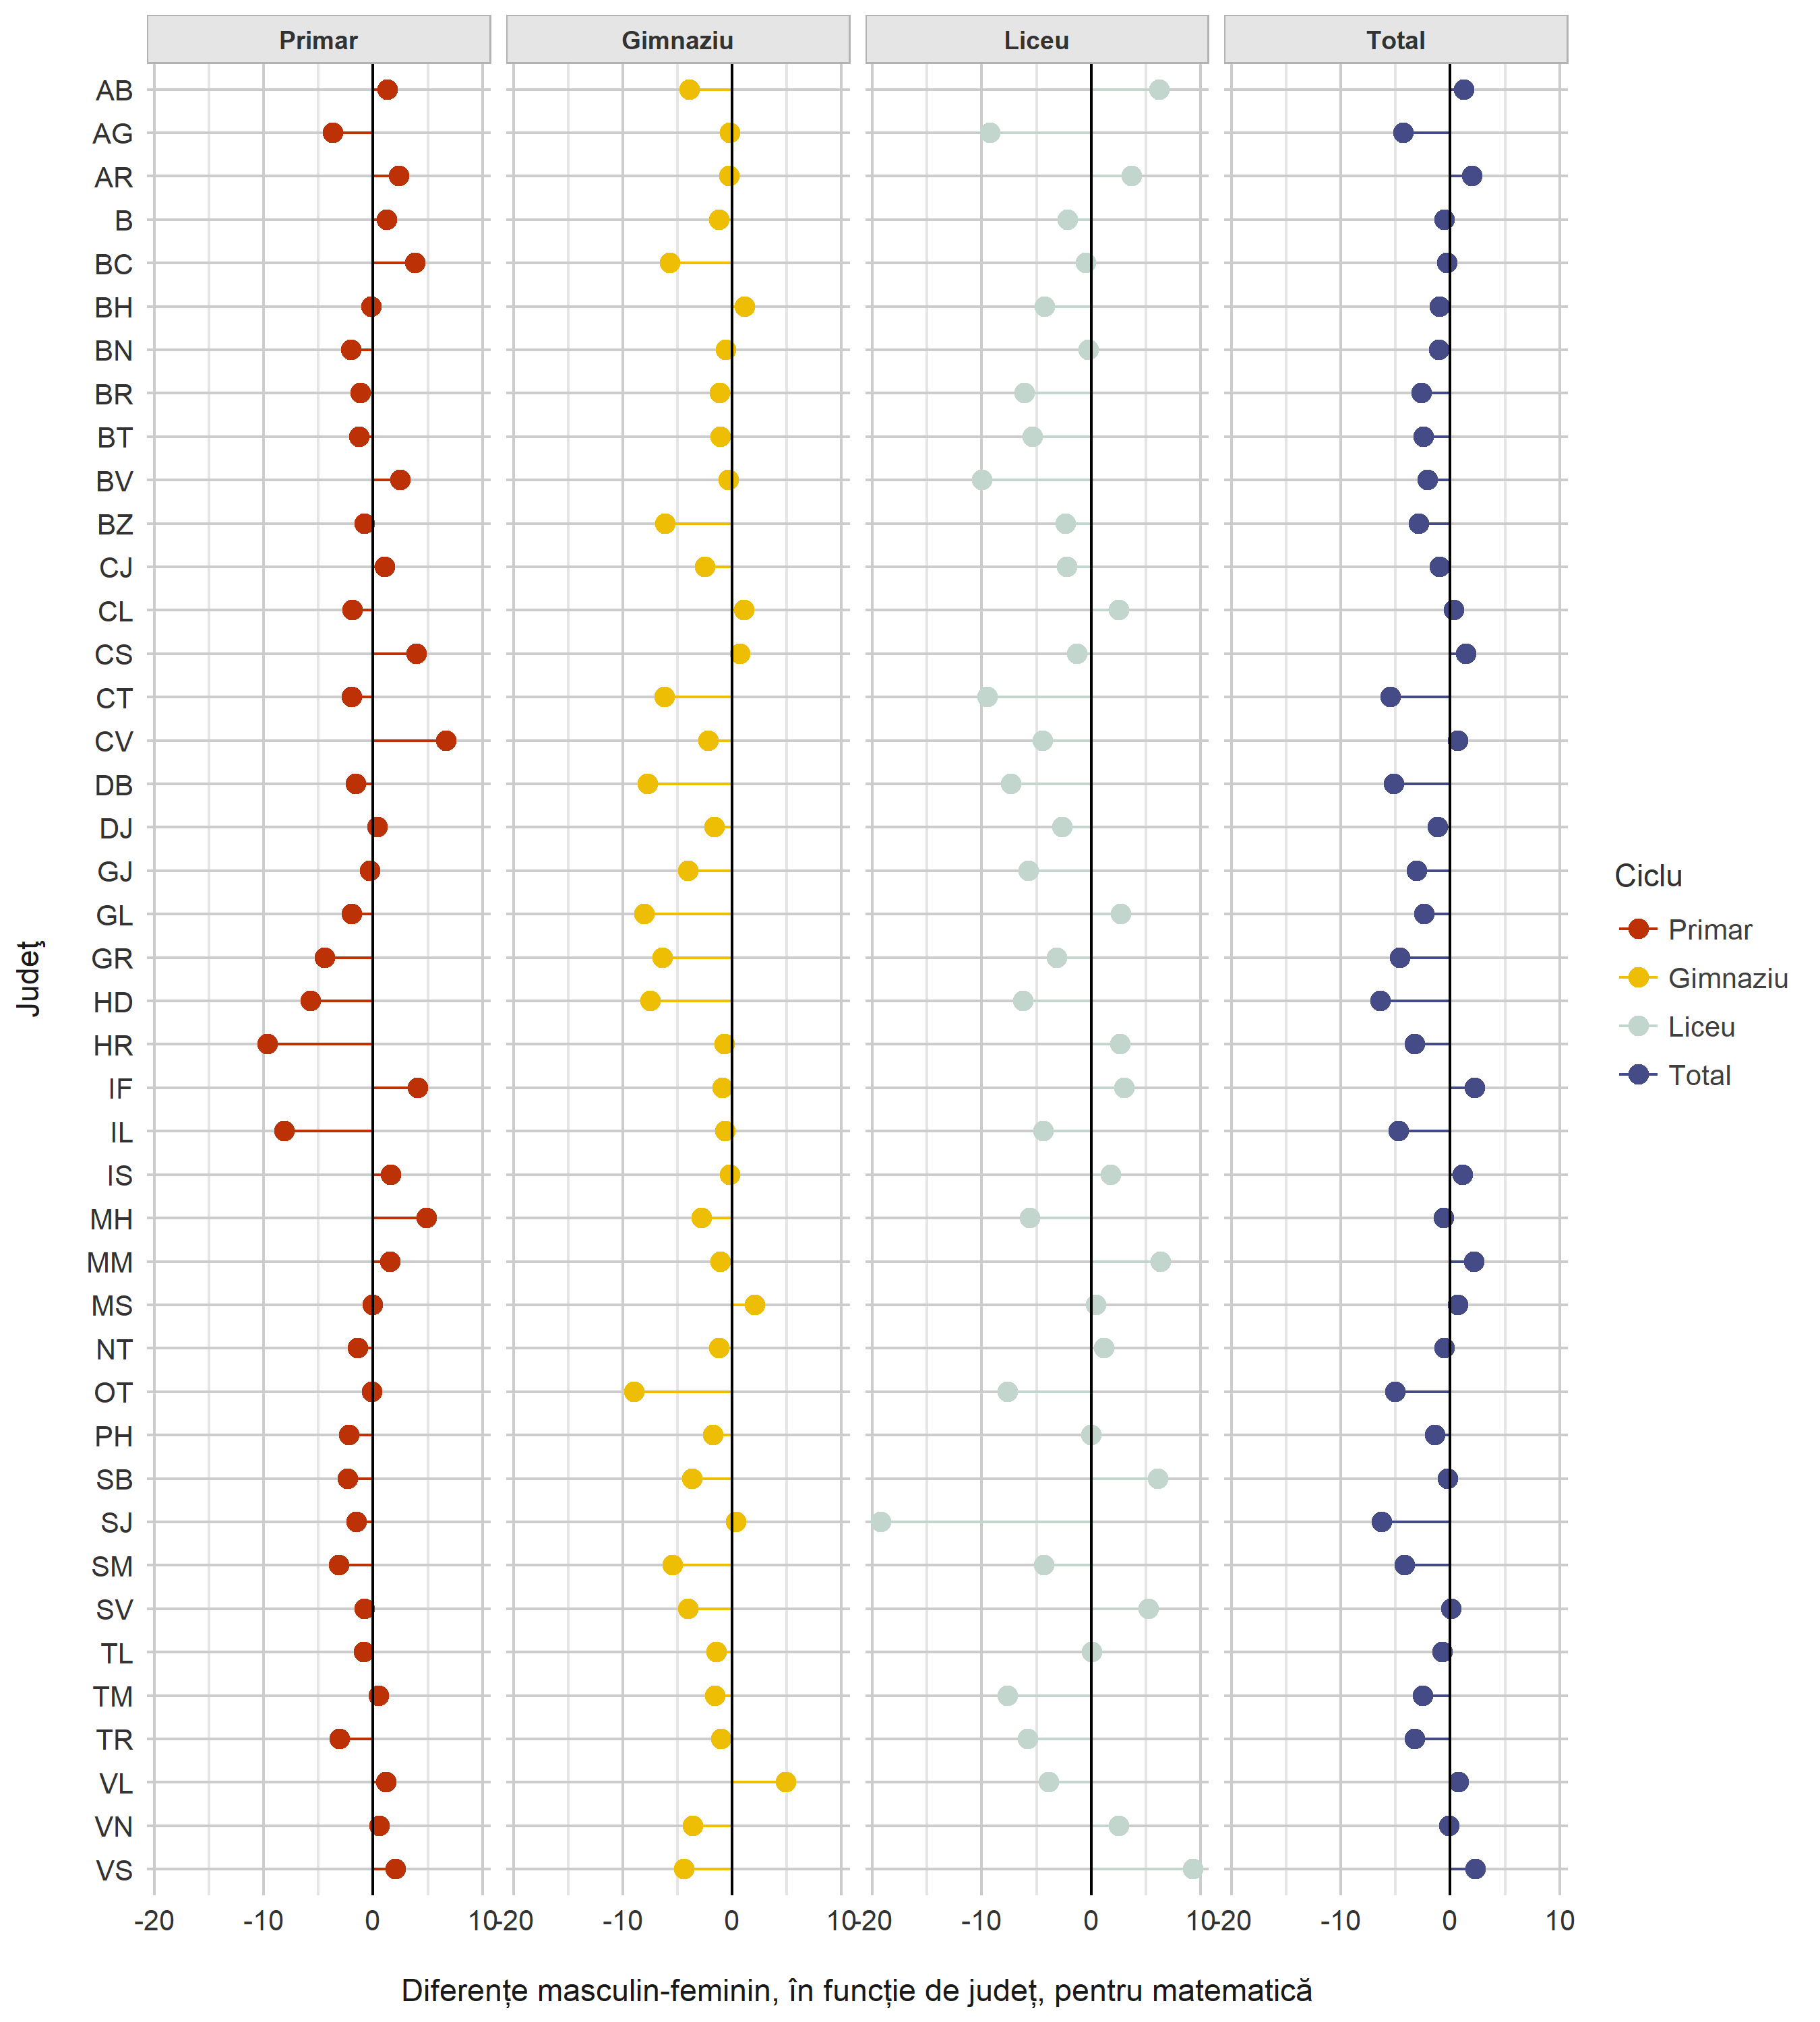 Primar Gimnaziu Liceu Total
AB
AG
AR
B
BC
BH
BN
BR
BT
BV
BZ
CJ
CL
CS
CT
CV
DB
DJ
GJ
GL
GR
HD
HR
IF
IL
IS
MH
MM
MS
NT
OT
PH
SB
SJ
SM
SV
TL
TM
TR
VL
VN
VS
Județ
-20 -10 0 10 -20 -10 0 10 -20 -10 0 10 -20 -10 0 10
Diferențe masculin-feminin, în funcție de județ, pentru matematică
Ciclu
Primar
Gimnaziu
Liceu
Total